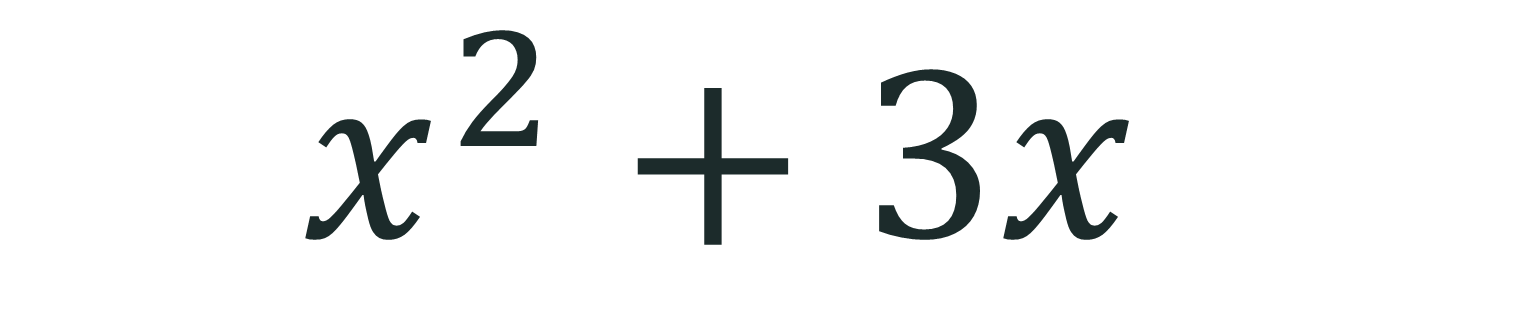 x² + 3x